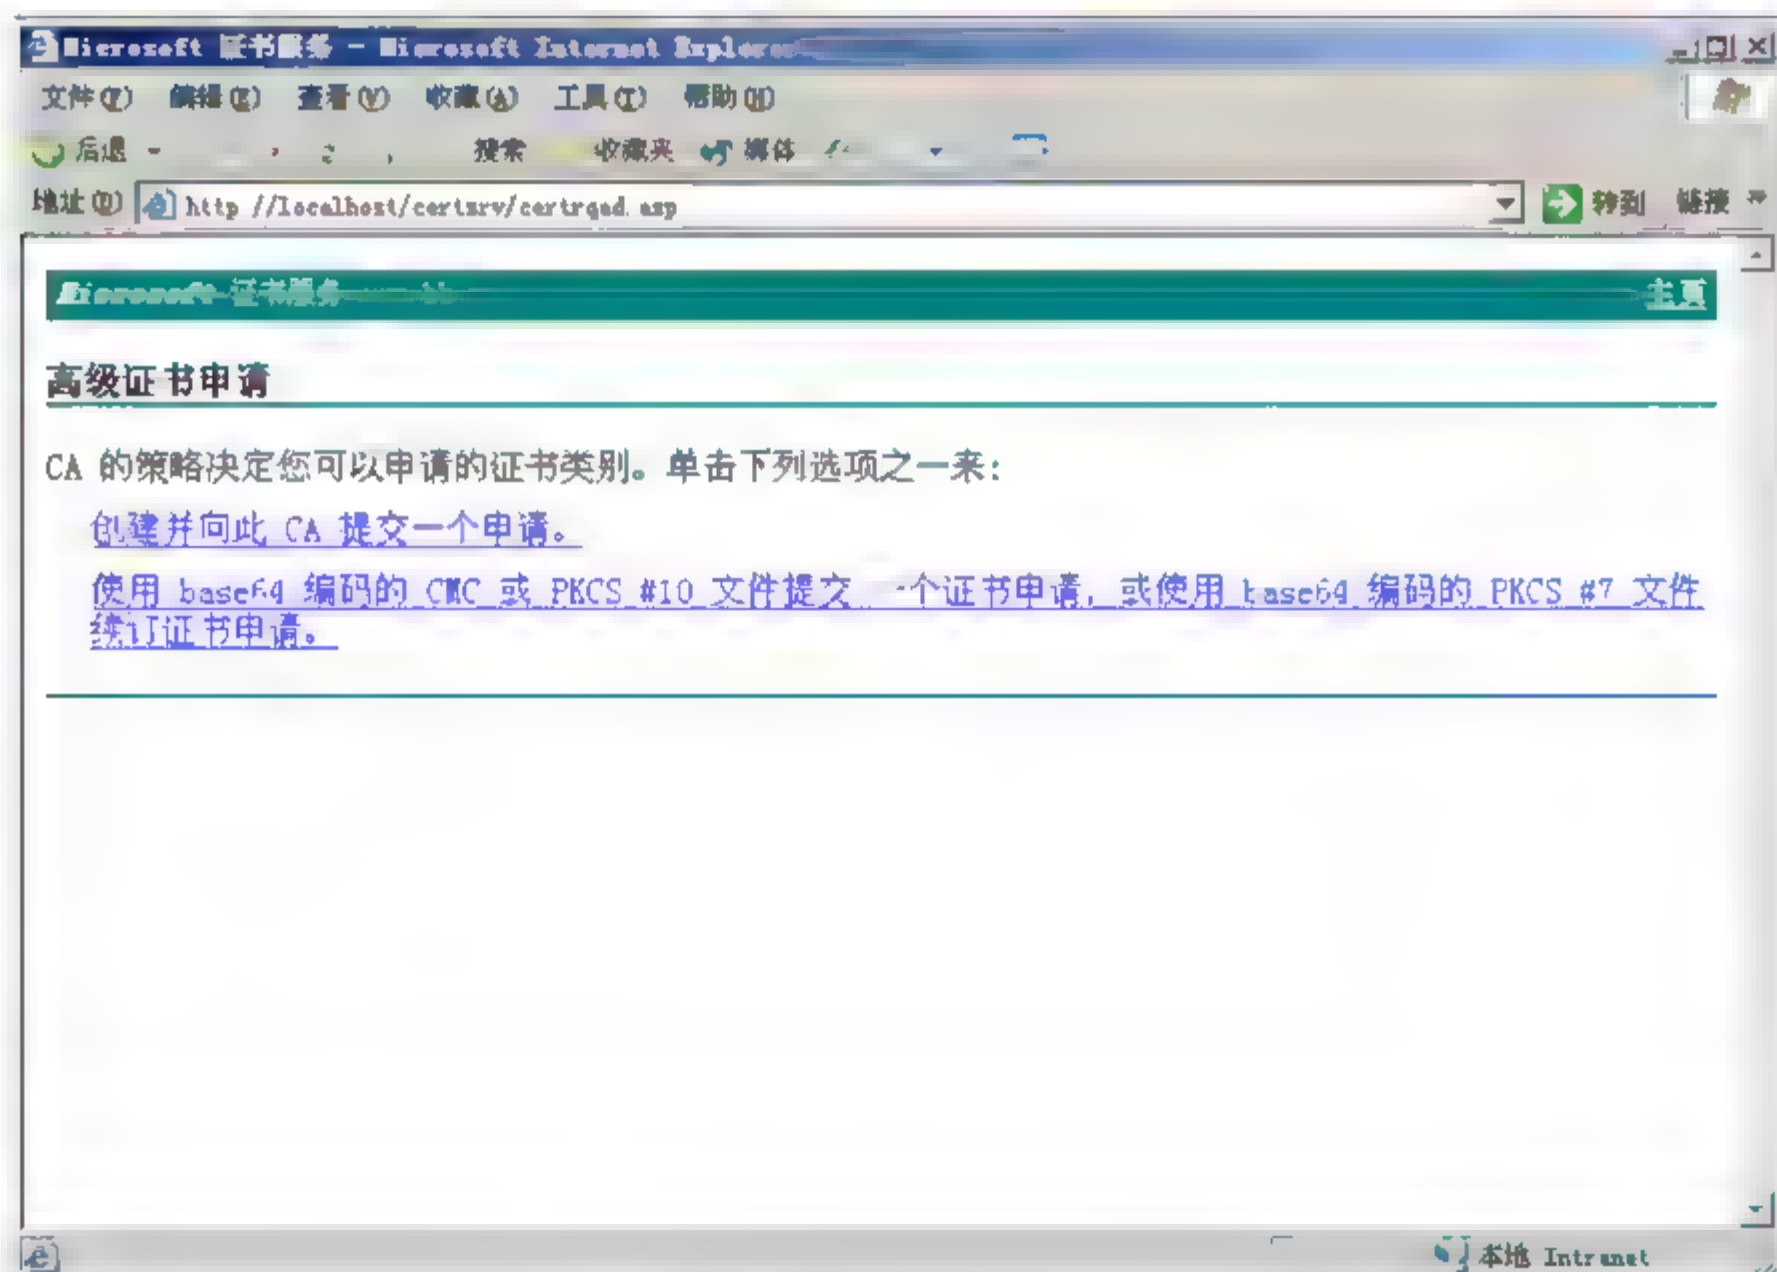 Microsoft 证书服务 - Microsoft Internet Explorer
文件(F) 编辑(E) 查看(V) 收藏(A) 工具(T) 帮助(H)
后退 搜索 收藏夹 媒体
地址(D) http://localhost/certsrv/certrqad.asp 转到 链接
Microsoft 证书服务 主页
高级证书申请
CA 的策略决定您可以申请的证书类别。单击下列选项之一来:
创建并向此 CA 提交一个申请。
使用 base64 编码的 CMC 或 PKCS #10 文件提交 一个证书申请, 或使用 base64 编码的 PKCS #7 文件
续订证书申请。
本地 Intranet